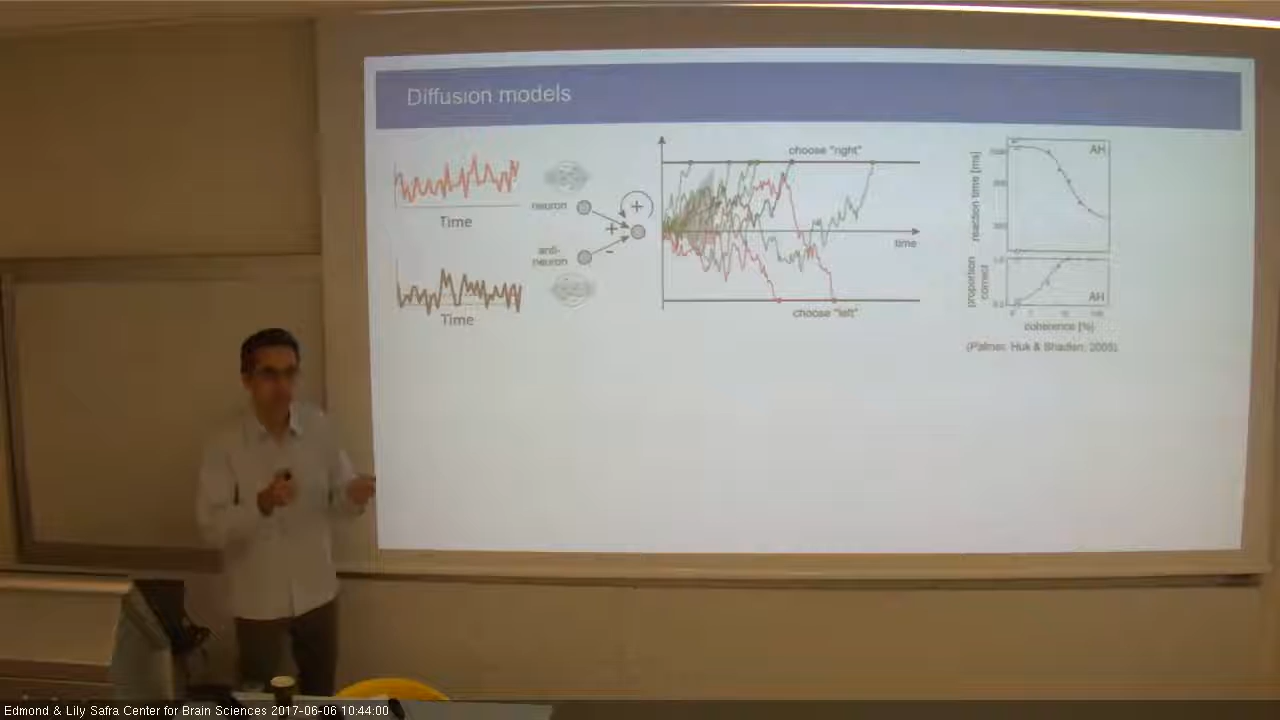 Diffusion models
choose "right"
AH
reaction time [ms]
neuron
+
+
Time
time
anti-
neuron
-
proportion
correct
AH
choose "left"
Time
coherence [%]
(Palmer, Huk & Shadlen, 2005)
Edmond & Lily Safra Center for Brain Sciences 2017-06-06 10:44:00